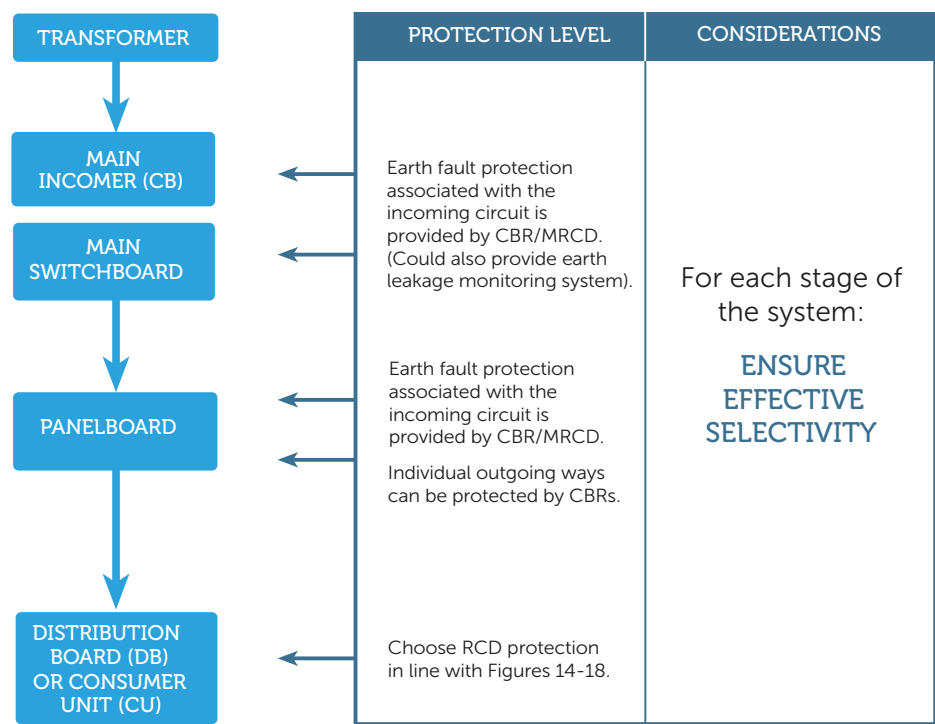 TRANSFORMER
MAIN
INCOMER (CB)
MAIN
SWITCHBOARD
PANELBOARD
DISTRIBUTION
BOARD (DB)
OR CONSUMER
UNIT (CU)
PROTECTION LEVEL
CONSIDERATIONS
Earth fault protection
associated with the
incoming circuit is
provided by CBR/MRCD.
(Could also provide earth
leakage monitoring system).
Earth fault protection
associated with the
incoming circuit is
provided by CBR/MRCD.
Individual outgoing ways
can be protected by CBRs.
Choose RCD protection
in line with Figures 14-18.
For each stage of
the system:
ENSURE
EFFECTIVE
SELECTIVITY